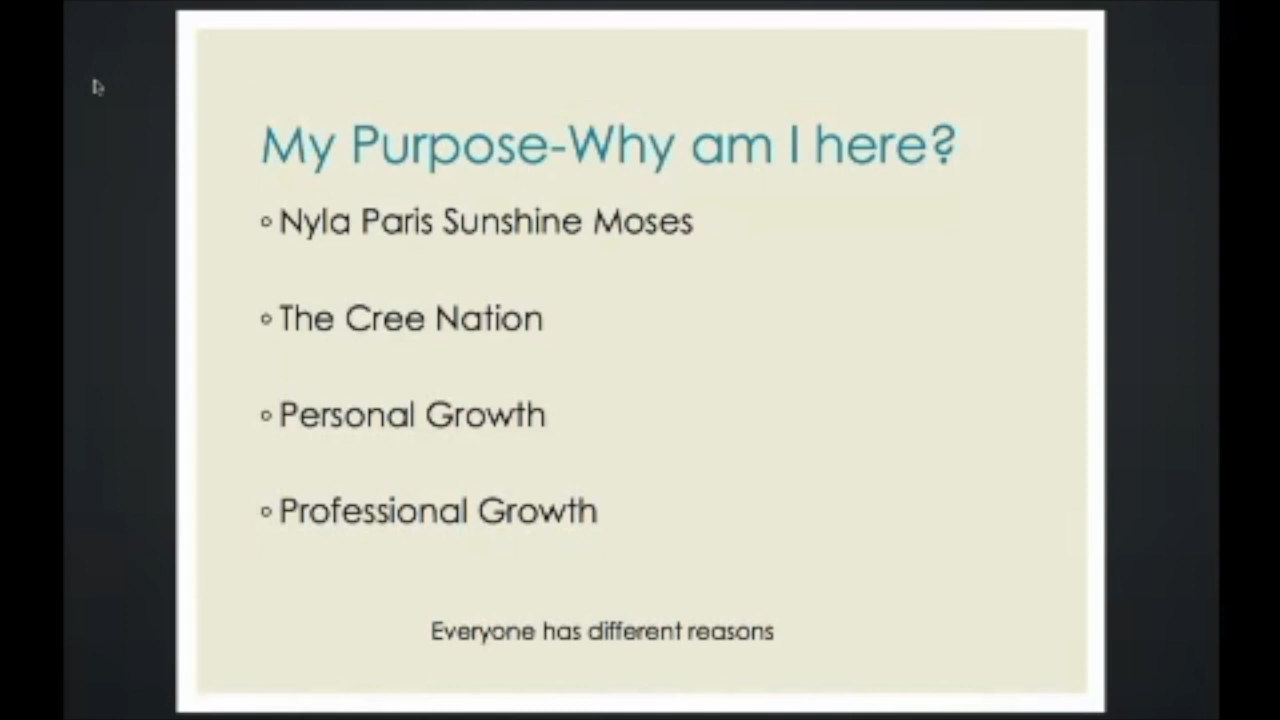 My Purpose-Why am I here?
Nyla Paris Sunshine Moses
The Cree Nation
Personal Growth
Professional Growth
Everyone has different reasons